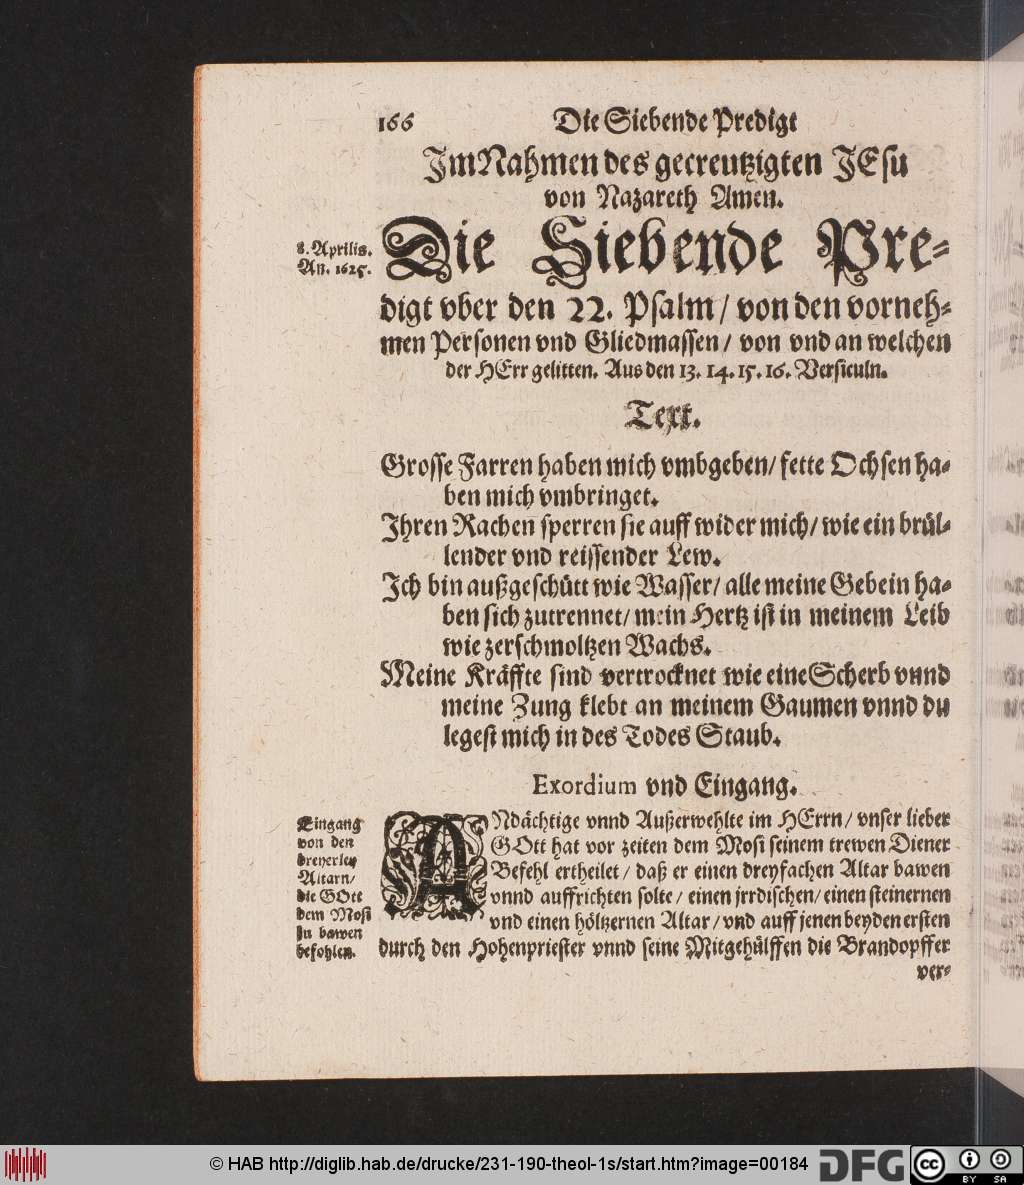 166 Die Siebende Predigt
Im Nahmen des gecreutzigten JEsu
von Nazareth Amen.
8. Aprilis.
An. 1625.
Die Siebende Pre-
digt vber den 22. Psalm / von den vorneh-
men Personen vnd Gliedmassen / von vnd an welchen
der HErr gelitten. Aus den 13. 14. 15. 16. Versiculn.
Text.
Grosse Farren haben mich vmbgeben / fette Ochsen ha-
ben mich vmbringet.
Ihren Rachen sperren sie auff wider mich / wie ein brül-
lender vnd reissender Lew.
Ich bin außgeschütt wie Wasser / alle meine Gebein ha-
ben sich zutrennet / mein Hertz ist in meinem Leib
wie zerschmoltzen Wachs.
Meine Kräffte sind vertrocknet wie eine Scherb vnnd
meine Zung klebt an meinem Gaumen vnnd du
legest mich in des Todes Staub.
Exordium vnd Eingang.
Eingang
von den
dreyerley
Altarn /
die GOtt
dem Mosi
zu bawen
befohlen.
ANdächtige vnnd Außerwehlte im HErrn / vnser lieber
GOtt hat vor zeiten dem Mosi seinem trewen Diener
Befehl ertheilet / daß er einen dreyfachen Altar bawen
vnnd auffrichten solte / einen jrrdischen / einen steinernen
vnd einen höltzernen Altar / vnd auff jenen beyden ersten
durch den Hohenpriester vnnd seine Mitgehülffen die Brandopffer
ver-
© HAB http://diglib.hab.de/drucke/231-190-theol-1s/start.htm?image=00184
DFG
cc BY SA